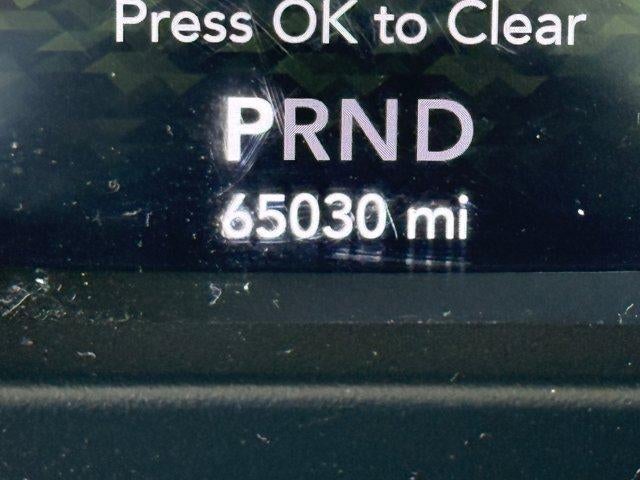 Press OK to Clear
PRND
65030 mi